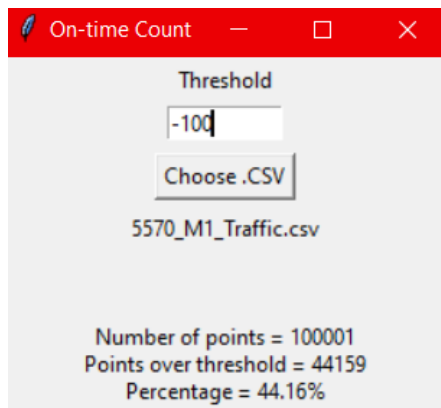 On-time Count
Threshold
-100
Choose .CSV
5570_M1_Traffic.csv
Number of points = 100001
Points over threshold = 44159
Percentage = 44.16%